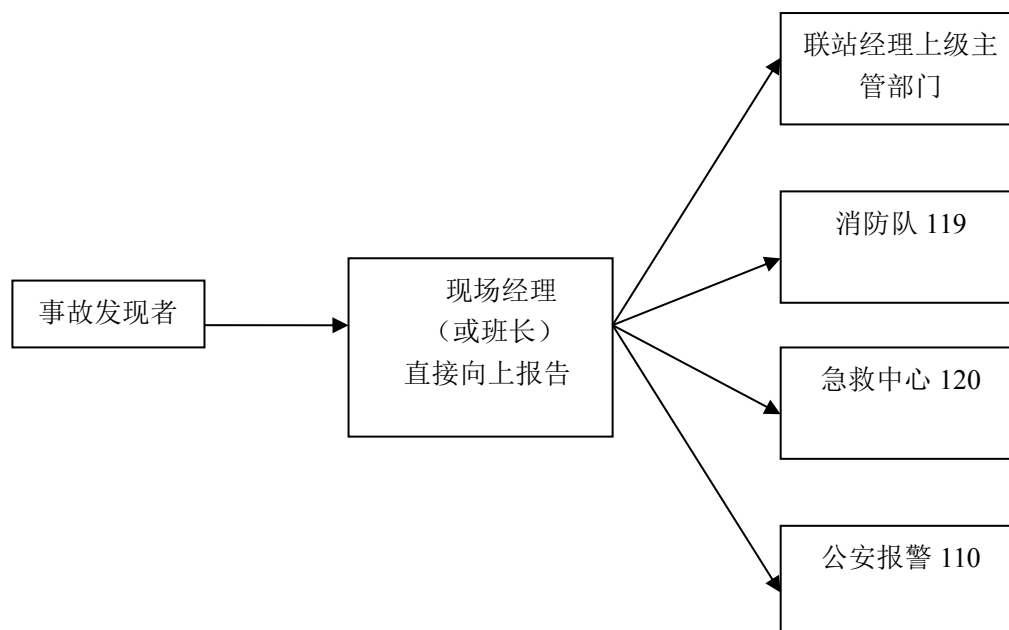 联站经理上级主
管部门
消防队 119
事故发现者
现场经理
（或班长）
直接向上报告
急救中心 120
公安报警 110